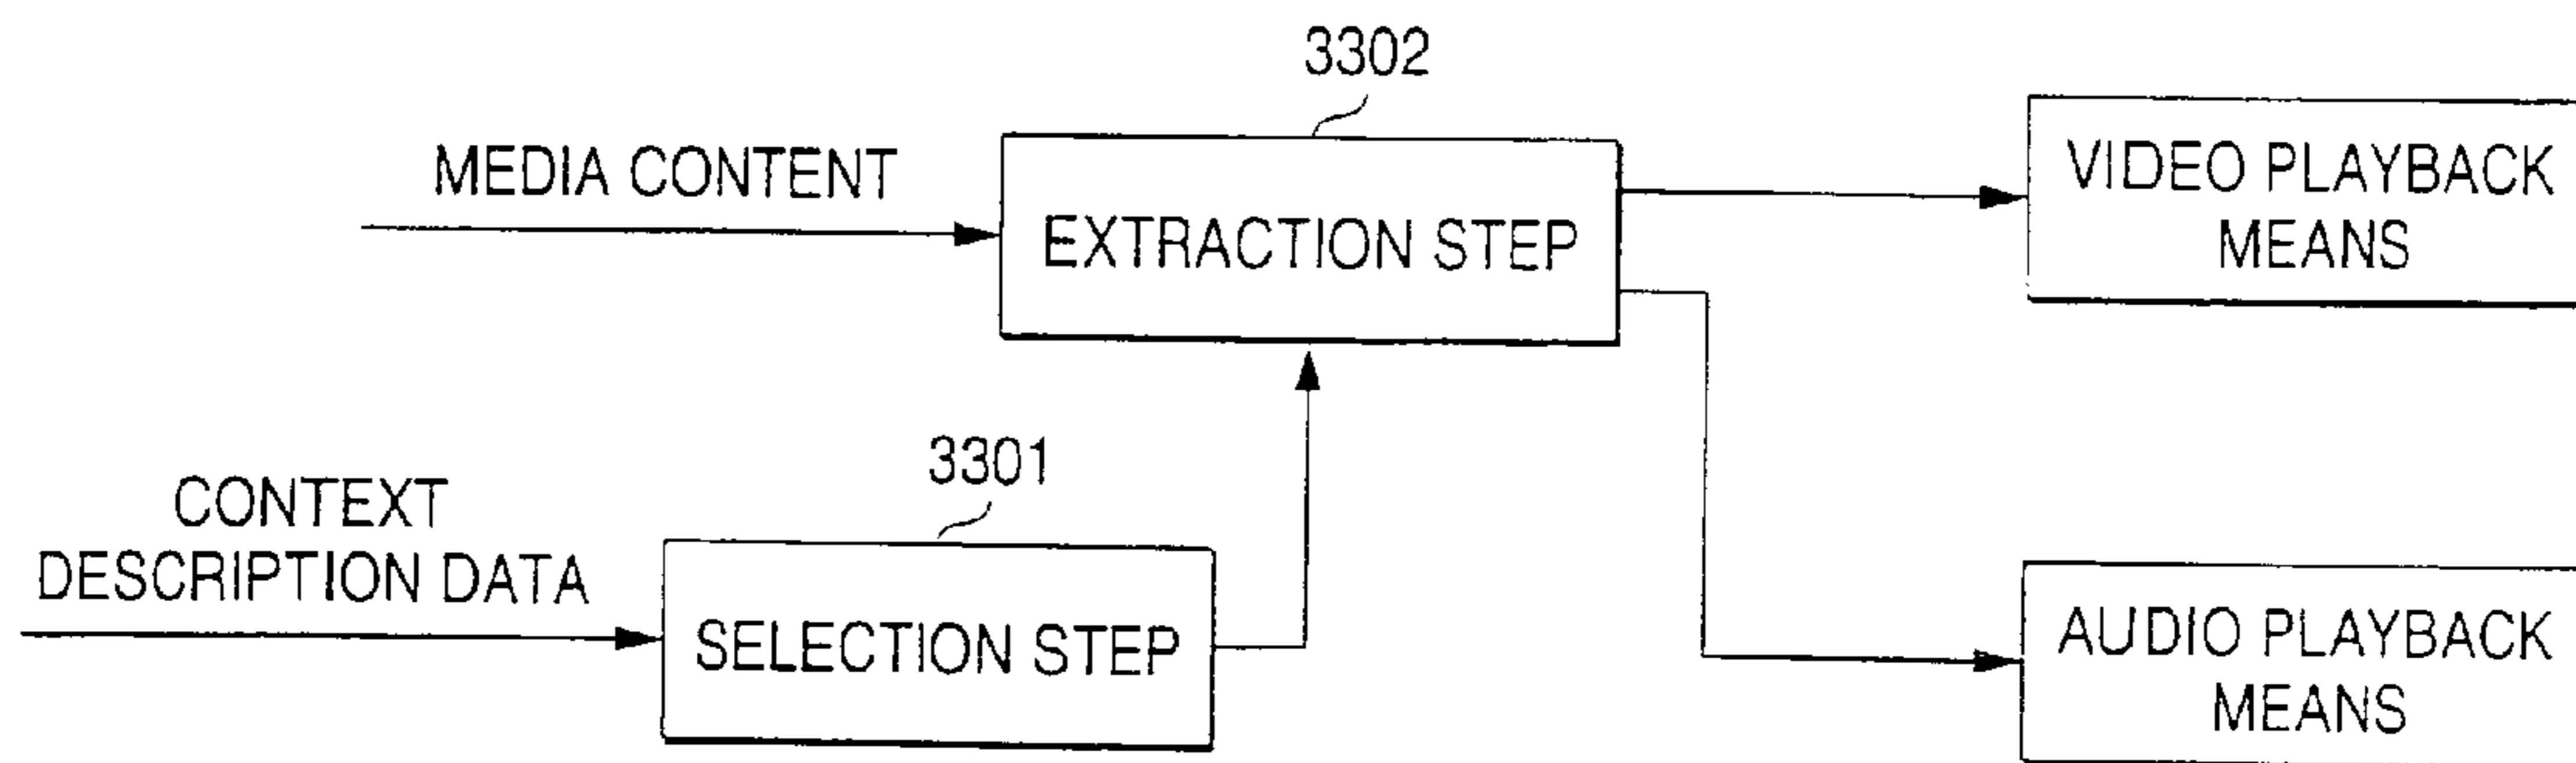 3302
MEDIA CONTENT
EXTRACTION STEP
VIDEO PLAYBACK
MEANS
3301
CONTEXT
DESCRIPTION DATA
SELECTION STEP
AUDIO PLAYBACK
MEANS